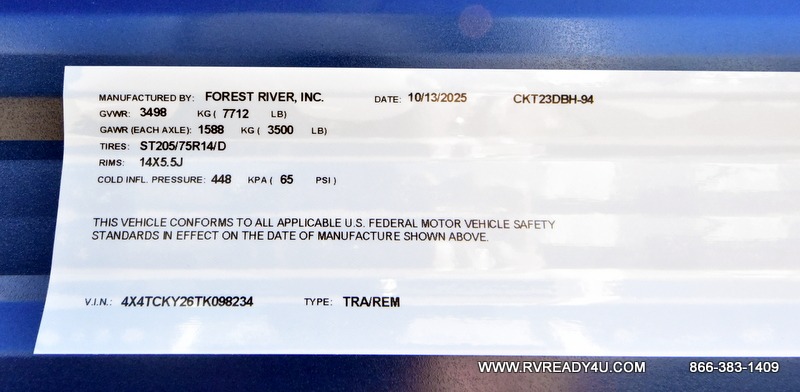 MANUFACTURED BY: FOREST RIVER, INC. DATE: 10/13/2025 CKT23DBH-94
GVWR: 3498 KG ( 7712 LB)
GAWR (EACH AXLE): 1588 KG ( 3500 LB)
TIRES: ST205/75R14/D
RIMS: 14X5.5J
COLD INFL. PRESSURE: 448 KPA ( 65 PSI )
THIS VEHICLE CONFORMS TO ALL APPLICABLE U.S. FEDERAL MOTOR VEHICLE SAFETY
STANDARDS IN EFFECT ON THE DATE OF MANUFACTURE SHOWN ABOVE.
V.I.N.: 4X4TCKY26TK098234 TYPE: TRA/REM
WWW.RVREADY4U.COM 866-383-1409